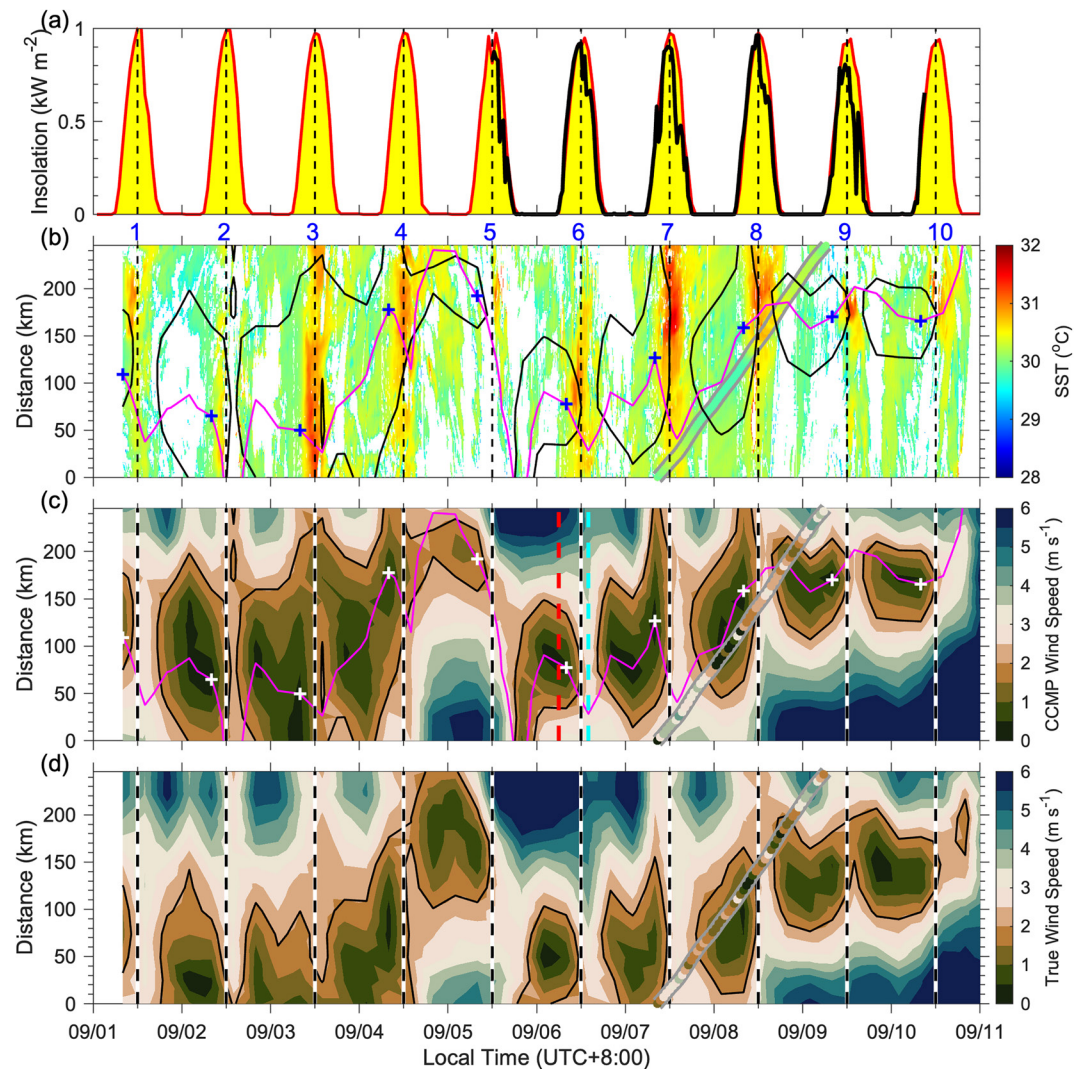 (a)
1
0.5
0
Insolation (kW m-2)
1 2 3 4 5 6 7 8 9 10
(b)
200
150
100
50
0
Distance (km)
32
31
30
29
28
SST (oC)
(c)
200
150
100
50
0
Distance (km)
6
5
4
3
2
1
0
CCMP Wind Speed (m s-1)
(d)
200
150
100
50
0
Distance (km)
6
5
4
3
2
1
0
True Wind Speed (m s-1)
09/01 09/02 09/03 09/04 09/05 09/06 09/07 09/08 09/09 09/10 09/11
Local Time (UTC+8:00)